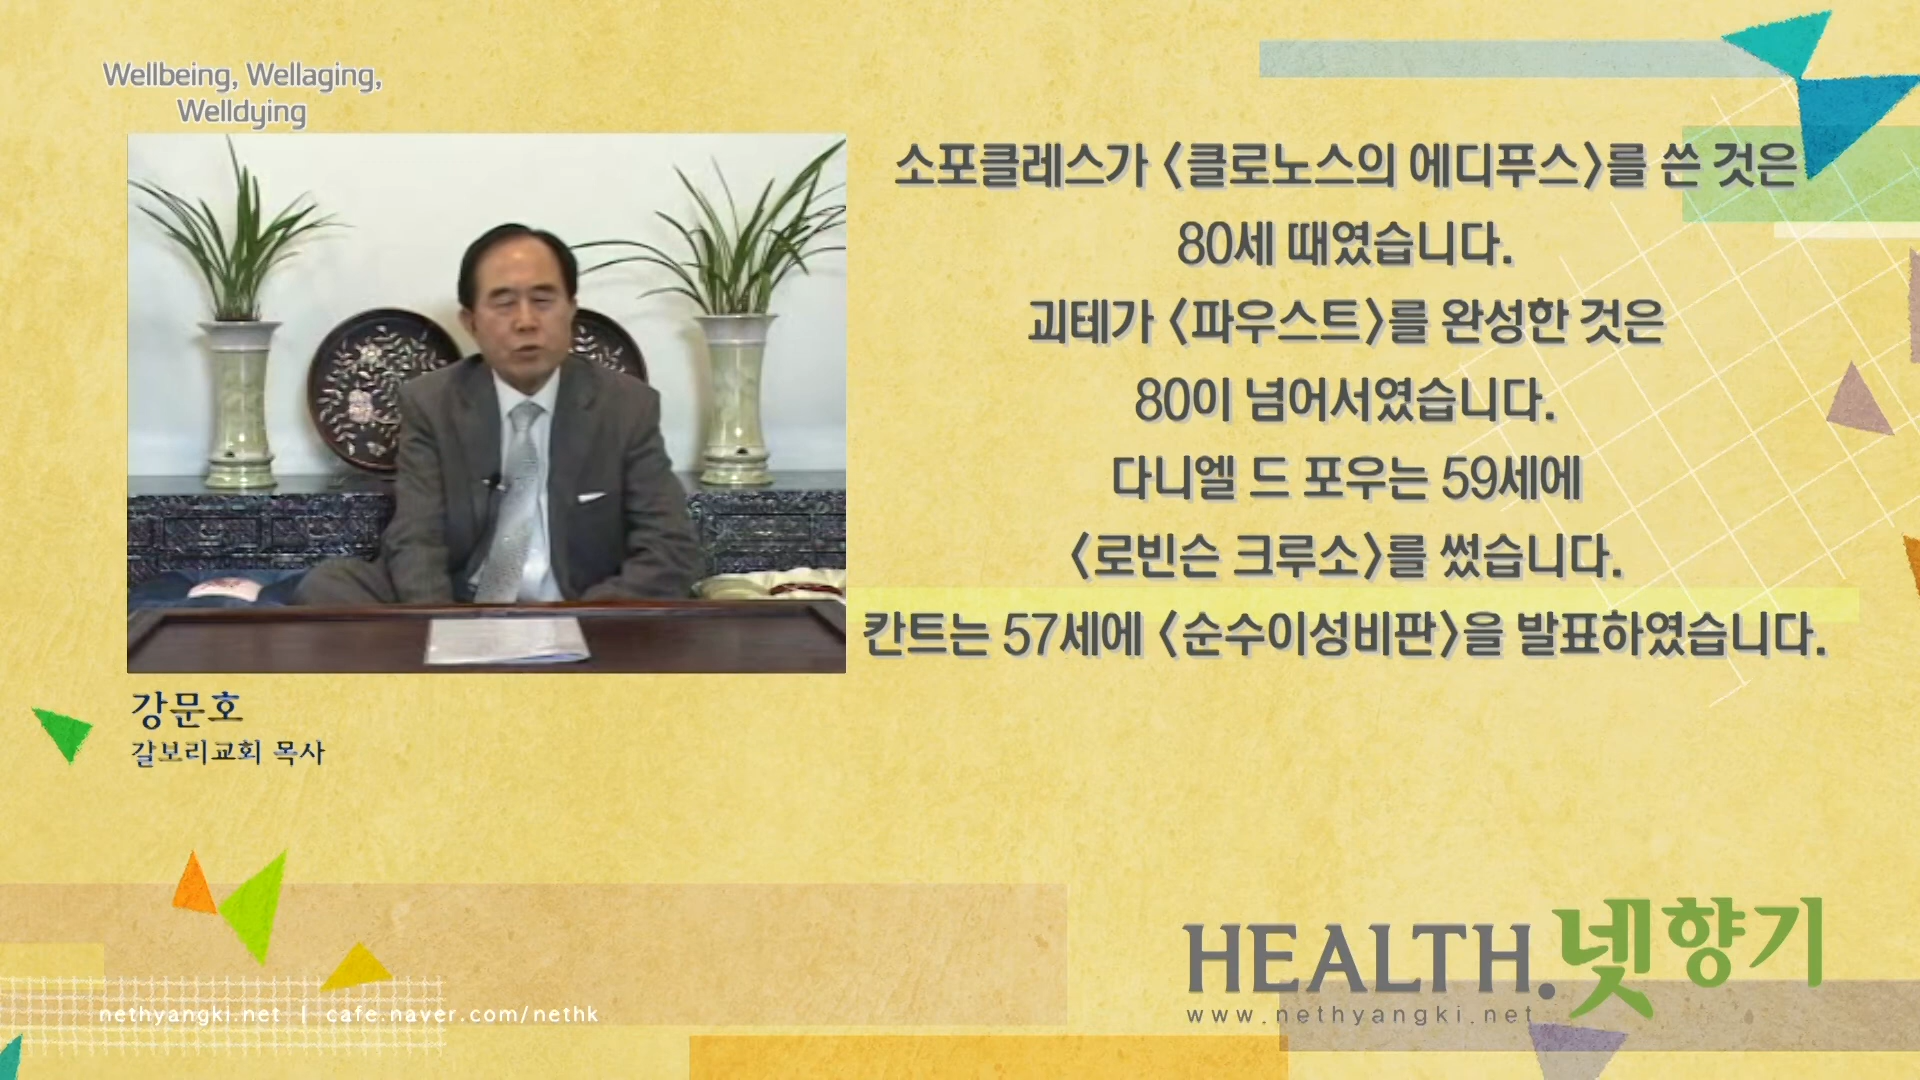 Wellbeing, Wellaging,
Welldying
소포클레스가 <클로노스의 에디푸스>를 쓴 것은
80세 때였습니다.
괴테가 <파우스트>를 완성한 것은
80이 넘어서였습니다.
다니엘 드 포우는 59세에
<로빈슨 크루소>를 썼습니다.
칸트는 57세에 <순수이성비판>을 발표하였습니다.
강문호
갈보리교회 목사
HEALTH.넷향기
www.nethyangki.net
nethyangki.net | cafe.naver.com/nethk